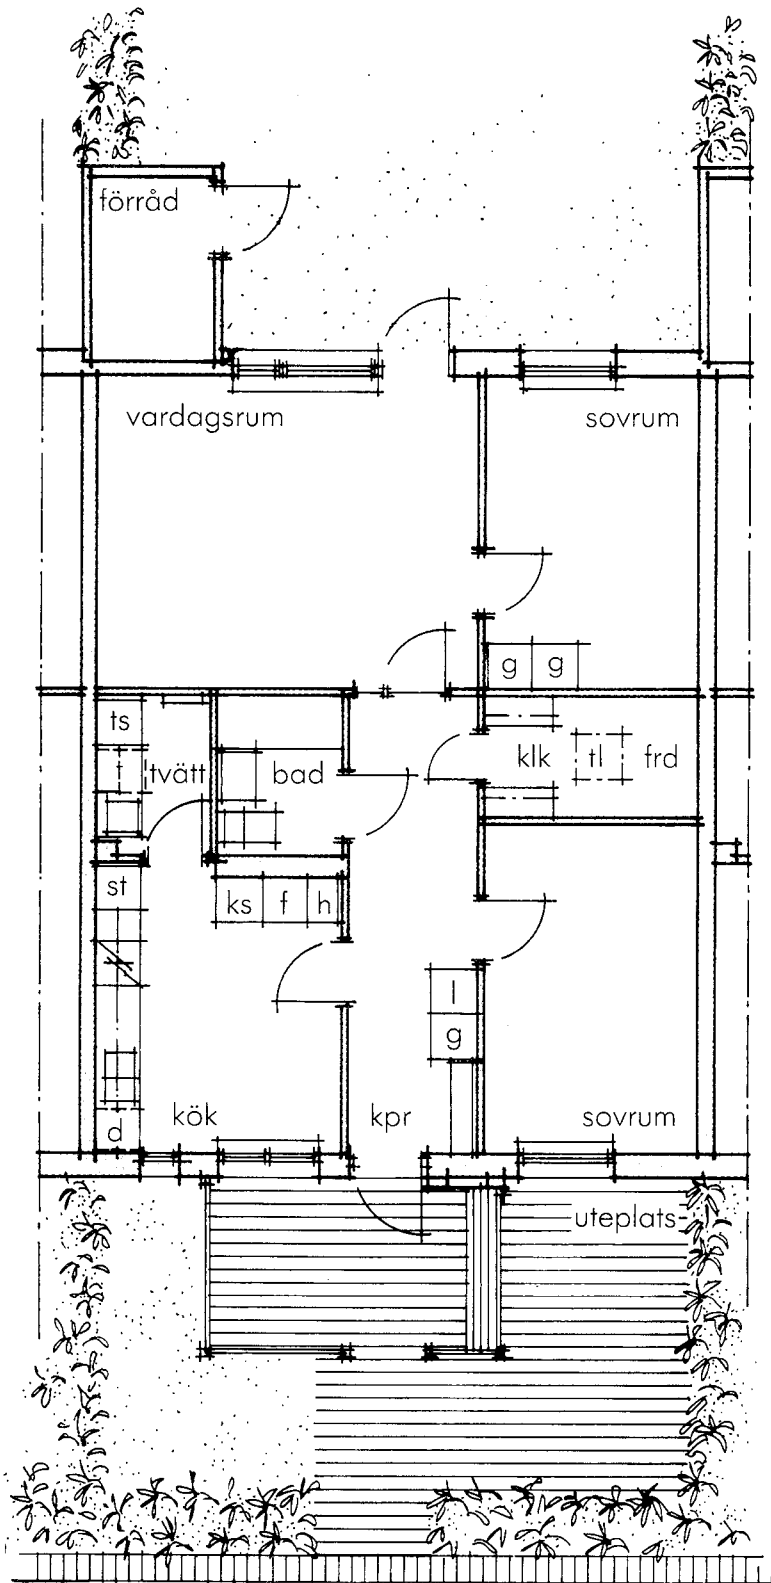 förråd
vardagsrum
sovrum
g g
ts
t
tvätt
bad
klk tl frd
st
ks f h
l
g
kök
kpr
sovrum
d
uteplats